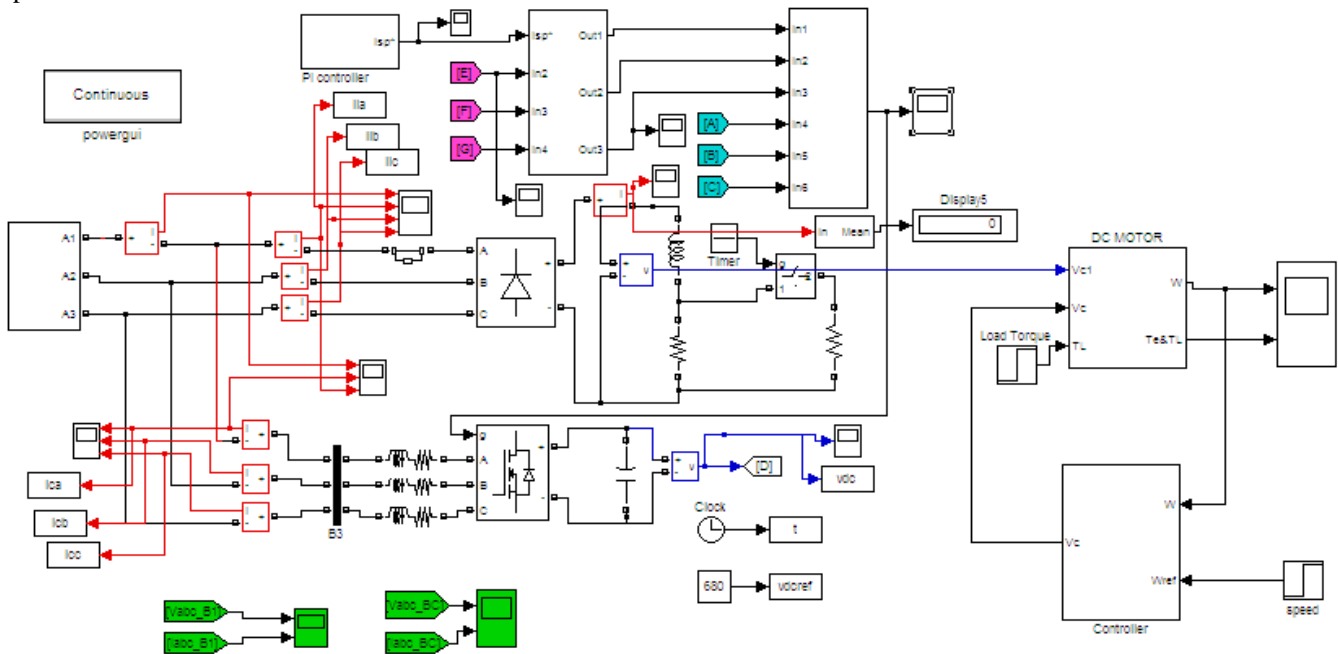 Isp*
PI controller
Isp*
In2
In3
In4
Out1
Out2
Out3
[E]
[F]
[G]
In1
In2
In3
In4
In5
In6
[A]
[B]
[C]
Continuous
powergui
IIa
IIb
IIc
Display5
0
In
Mean
Timer
A1
A2
A3
+
-
i
A
B
C
+
-
+
-
v
g
1
2
DC MOTOR
Vc1
Vc
TL
W
Te&TL
Load Torque
Ica
Icb
Icc
B3
g
A
B
C
+
-
+
-
v
[D]
vdc
Clock
t
680
vdcref
W
Wref
Vc
Controller
speed
[Vabc_B1]
[Iabc_B1]
[Vabc_BC]
[Iabc_BC]